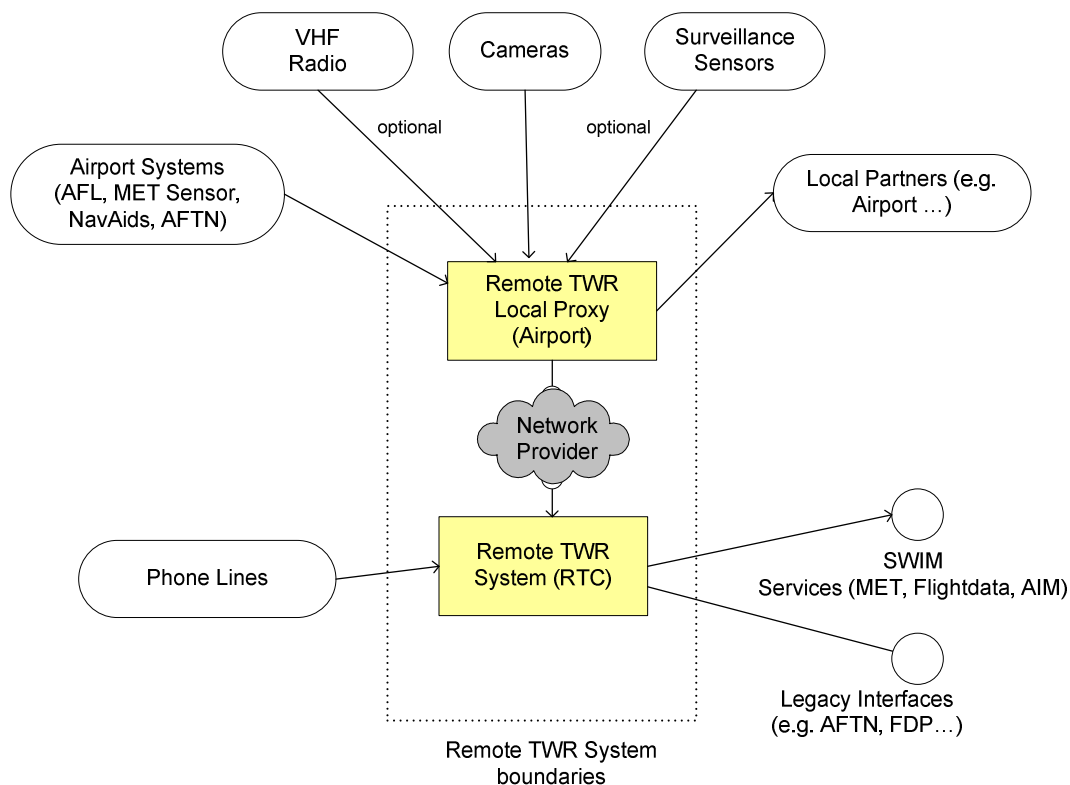 VHF
Radio
Cameras
Surveillance
Sensors
optional
optional
Airport Systems
(AFL, MET Sensor,
NavAids, AFTN)
Local Partners (e.g.
Airport …)
Remote TWR
Local Proxy
(Airport)
Network
Provider
Remote TWR
System (RTC)
Phone Lines
SWIM
Services (MET, Flightdata, AIM)
Legacy Interfaces
(e.g. AFTN, FDP…)
Remote TWR System
boundaries